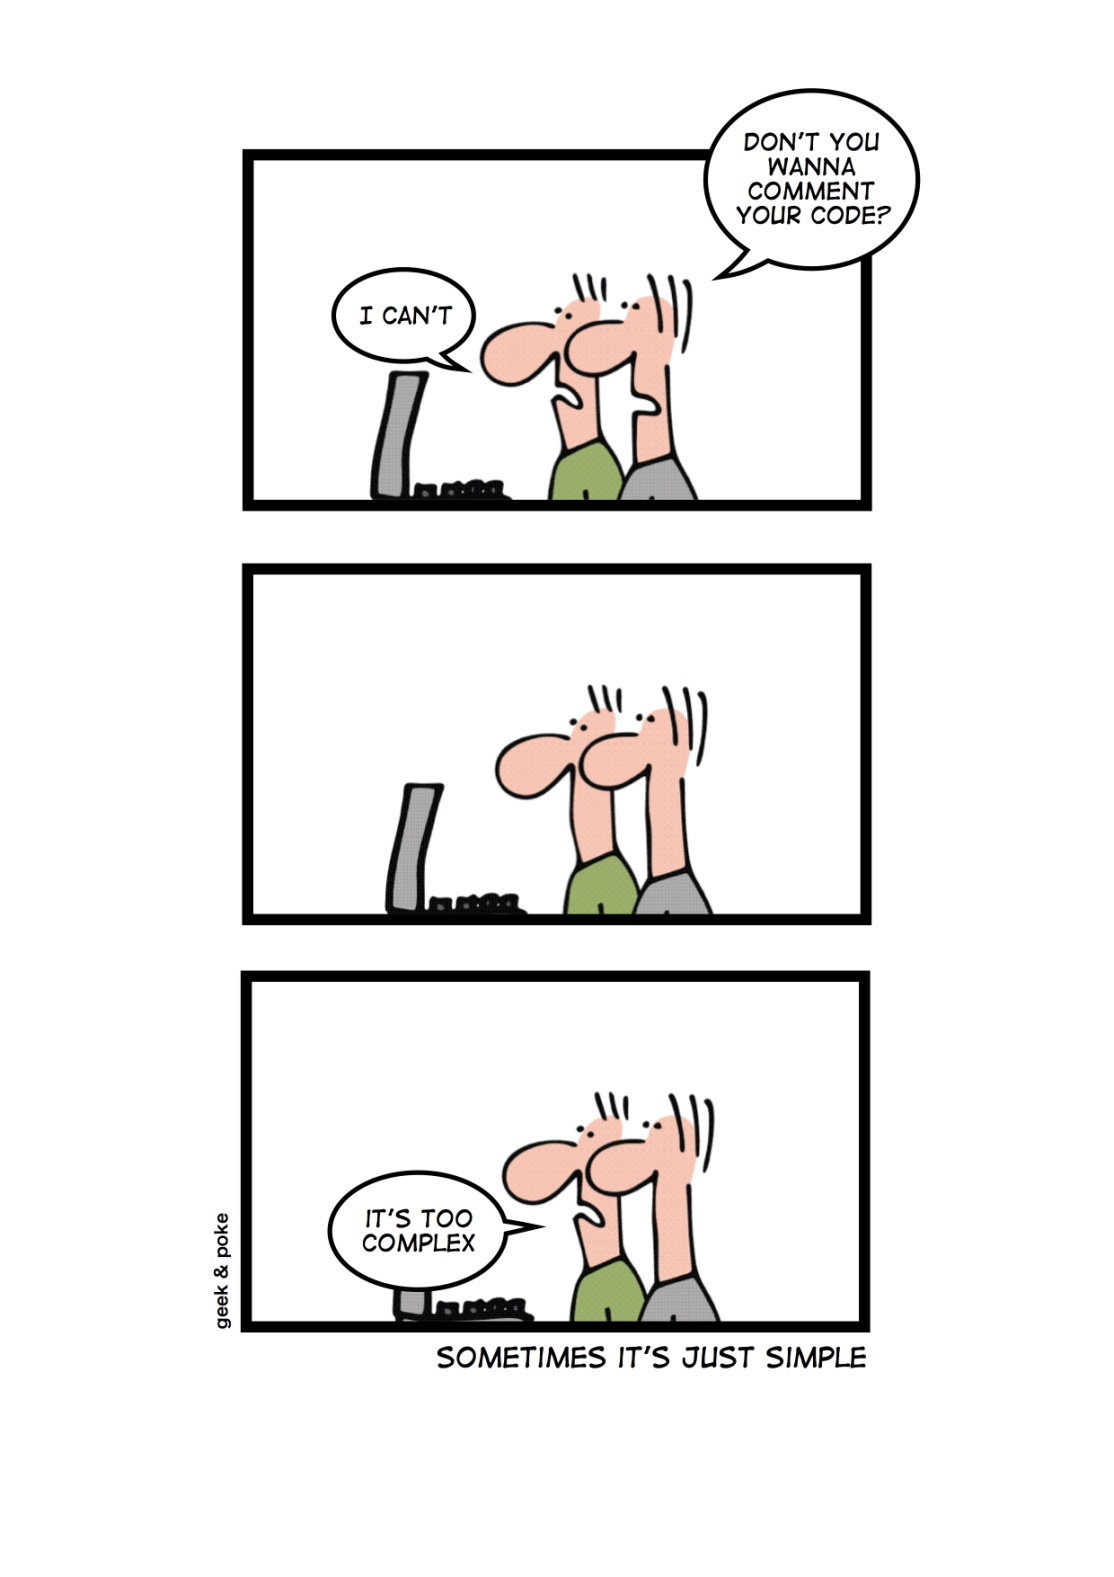 DON'T YOU
WANNA
COMMENT
YOUR CODE?
I CAN'T
IT'S TOO
COMPLEX
geek & poke
SOMETIMES IT'S JUST SIMPLE